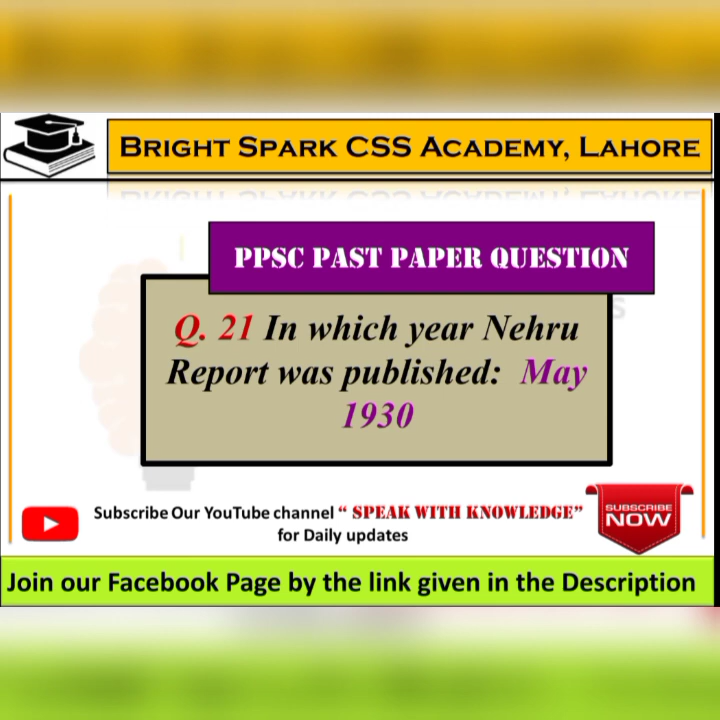 BRIGHT SPARK CSS ACADEMY, LAHORE
PPSC PAST PAPER QUESTION
Q. 21 In which year Nehru
Report was published: May
1930
Subscribe Our YouTube channel “ SPEAK WITH KNOWLEDGE”
for Daily updates
SUBSCRIBE
NOW
Join our Facebook Page by the link given in the Description